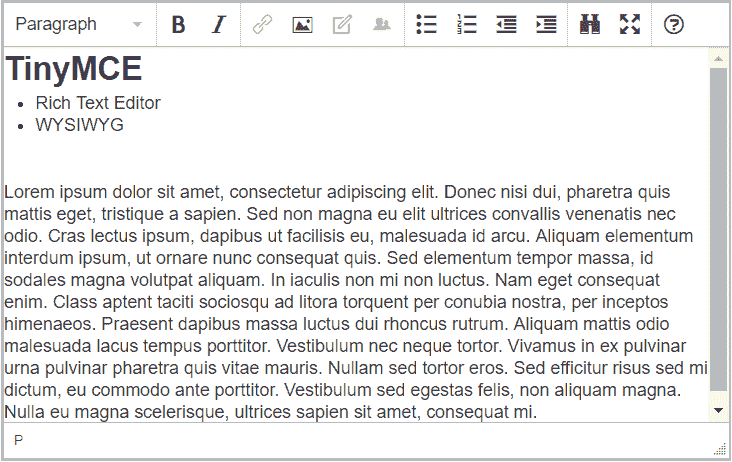 Paragraph B I
TinyMCE
Rich Text Editor
WYSIWYG
Lorem ipsum dolor sit amet, consectetur adipiscing elit. Donec nisi dui, pharetra quis
mattis eget, tristique a sapien. Sed non magna eu elit ultrices convallis venenatis nec
odio. Cras lectus ipsum, dapibus ut facilisis eu, malesuada id arcu. Aliquam elementum
interdum ipsum, ut ornare nunc consequat quis. Sed elementum tempor massa, id
sodales magna volutpat aliquam. In iaculis non mi non luctus. Nam eget consequat
enim. Class aptent taciti sociosqu ad litora torquent per conubia nostra, per inceptos
himenaeos. Praesent dapibus massa luctus dui rhoncus rutrum. Aliquam mattis odio
malesuada lacus tempus porttitor. Vestibulum nec neque tortor. Vivamus in ex pulvinar
urna pulvinar pharetra quis vitae mauris. Nullam sed tortor eros. Sed efficitur risus sed mi
dictum, eu commodo ante porttitor. Vestibulum sed egestas felis, non aliquam magna.
Nulla eu magna scelerisque, ultrices sapien sit amet, consequat mi.
P